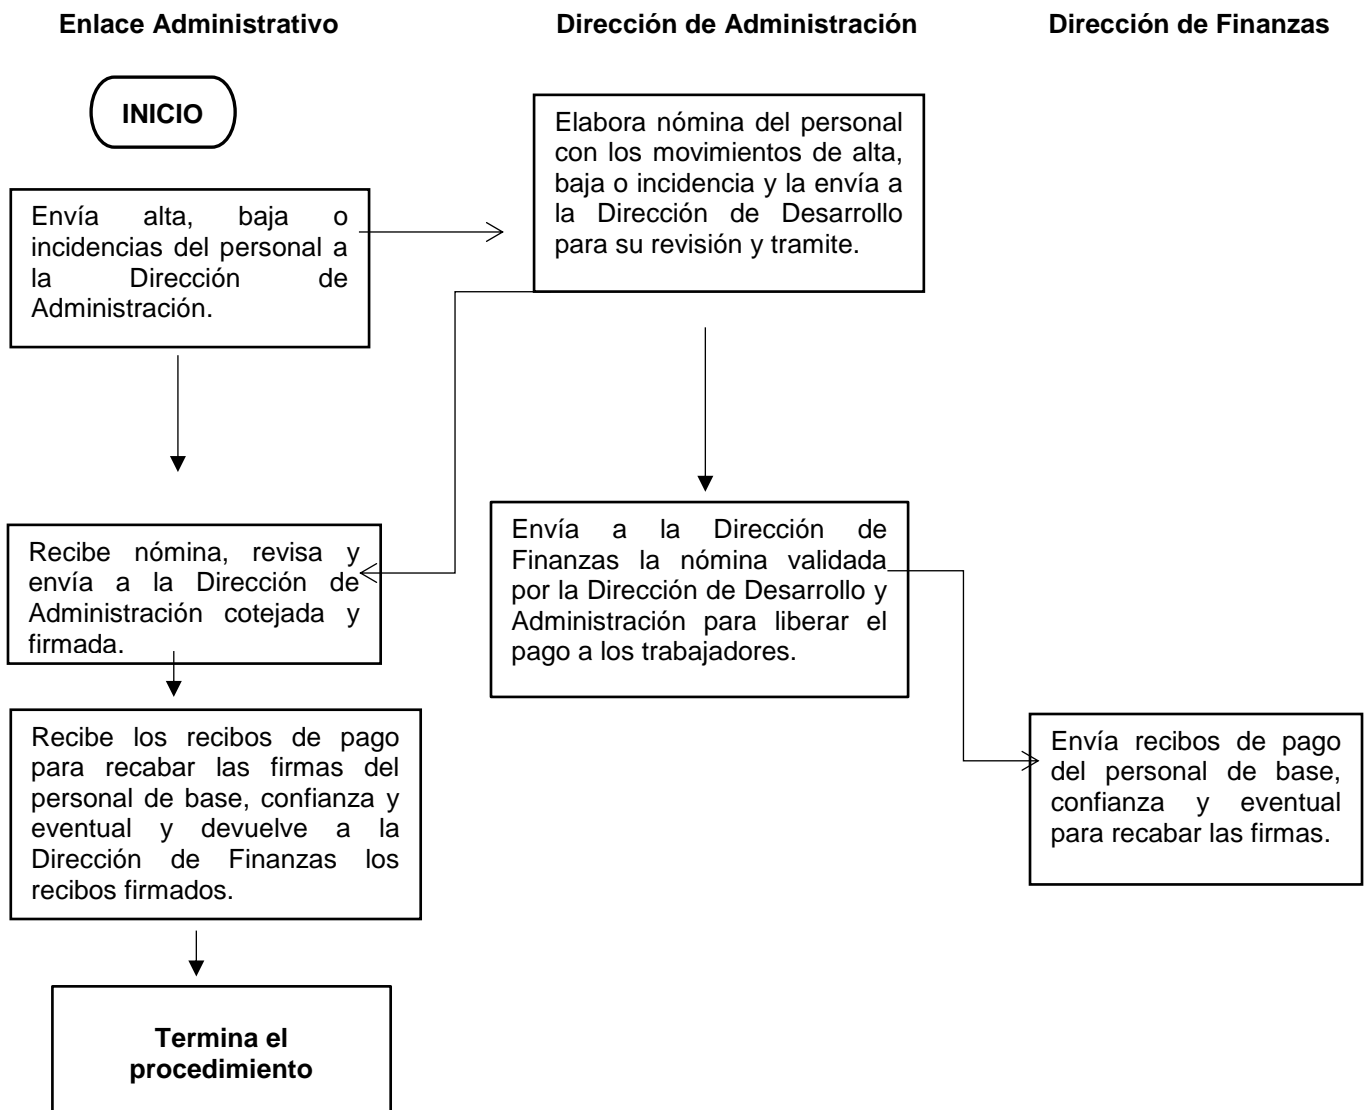 Enlace Administrativo
Dirección de Administración
Dirección de Finanzas
INICIO
Envía alta, baja o
incidencias del personal a
la Dirección de
Administración.
Elabora nómina del personal
con los movimientos de alta,
baja o incidencia y la envía a
la Dirección de Desarrollo
para su revisión y tramite.
Recibe nómina, revisa y
envía a la Dirección de
Administración cotejada y
firmada.
Envía a la Dirección de
Finanzas la nómina validada
por la Dirección de Desarrollo y
Administración para liberar el
pago a los trabajadores.
Recibe los recibos de pago
para recabar las firmas del
personal de base, confianza y
eventual y devuelve a la
Dirección de Finanzas los
recibos firmados.
Envía recibos de pago
del personal de base,
confianza y eventual
para recabar las firmas.
Termina el
procedimiento